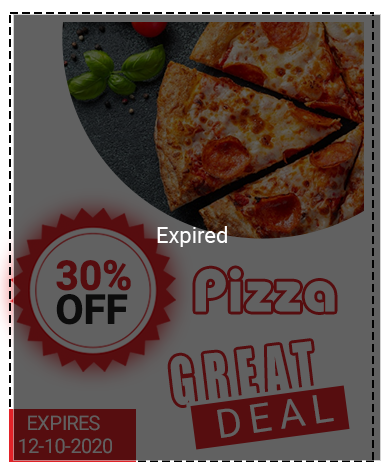 Expired
30%
OFF
Pizza
GREAT
DEAL
EXPIRES
12-10-2020